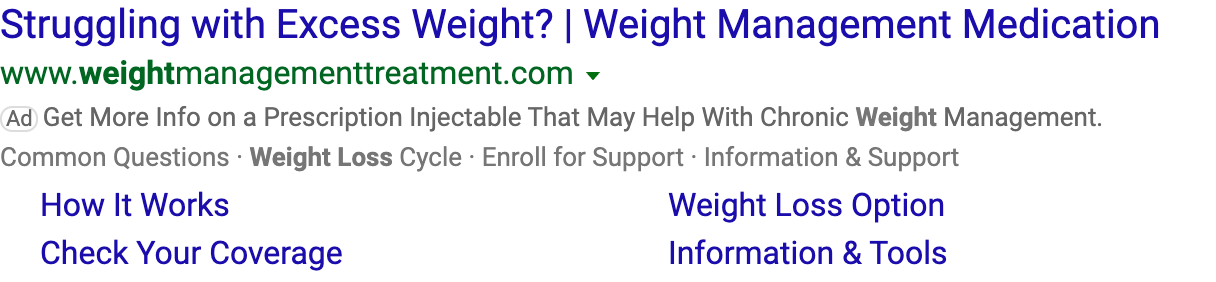 Struggling with Excess Weight? | Weight Management Medication
www.weightmanagementtreatment.com
Ad Get More Info on a Prescription Injectable That May Help With Chronic Weight Management.
Common Questions · Weight Loss Cycle · Enroll for Support · Information & Support
How It Works Weight Loss Option
Check Your Coverage Information & Tools